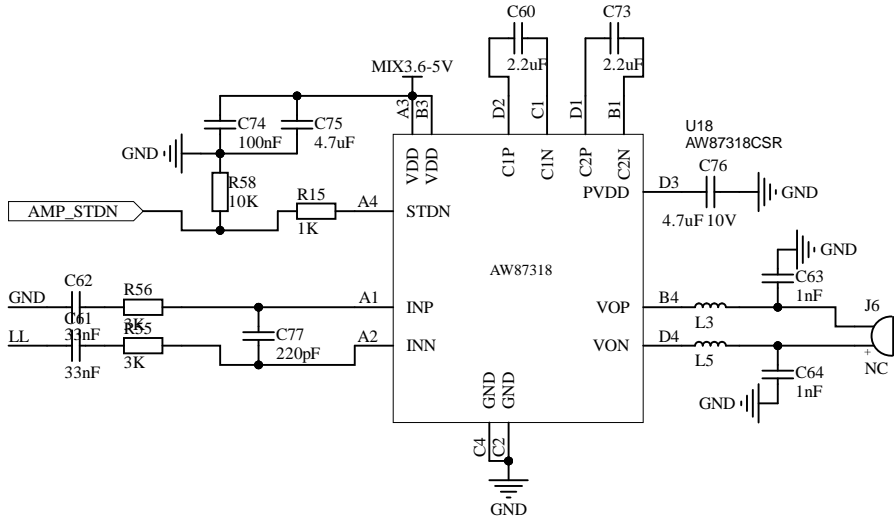 C60
2.2uF
C73
2.2uF
MIX3.6-5V
A3
B3
D2
C1
D1
B1
C74
100nF
C75
4.7uF
GND
VDD
VDD
C1P
C1N
C2P
C2N
U18
AW87318CSR
C76
PVDD
D3
GND
4.7uF 10V
R58
10K
R15
1K
AMP_STDN
A4
STDN
GND
AW87318
C62
C63
1nF
GND
R56
3K
A1
INP
VOP
B4
L3
J6
C61
33nF
R55
3K
LL
33nF
C77
220pF
A2
INN
VON
D4
L5
+
NC
C64
1nF
GND
GND
GND
C4
C2
GND